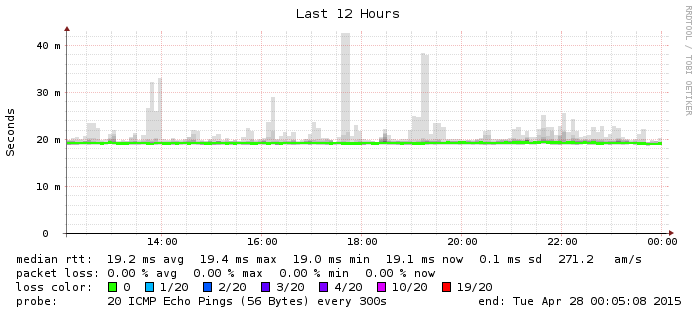 Last 12 Hours
RRDTOOL / TOBI OETIKER
Seconds
40 m
30 m
20 m
10 m
0
14:00 16:00 18:00 20:00 22:00 00:00
median rtt: 19.2 ms avg 19.4 ms max 19.0 ms min 19.1 ms now 0.1 ms sd 271.2 am/s
packet loss: 0.00 % avg 0.00 % max 0.00 % min 0.00 % now
loss color: 0 1/20 2/20 3/20 4/20 10/20 19/20
probe: 20 ICMP Echo Pings (56 Bytes) every 300s end: Tue Apr 28 00:05:08 2015